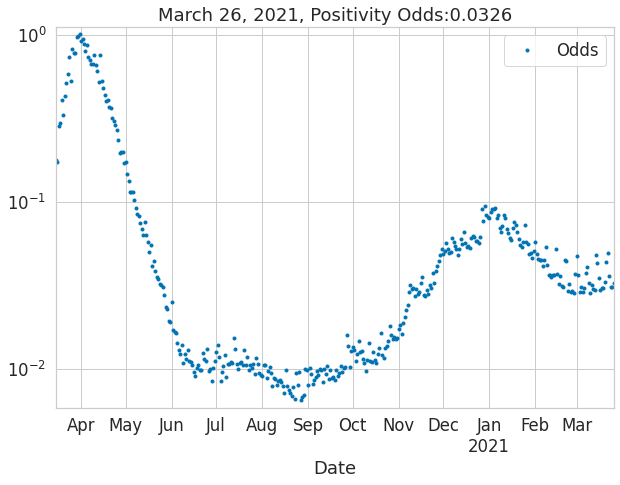 March 26, 2021, Positivity Odds:0.0326
Odds
10⁰
10⁻¹
10⁻²
Apr May Jun Jul Aug Sep Oct Nov Dec Jan Feb Mar
2021
Date